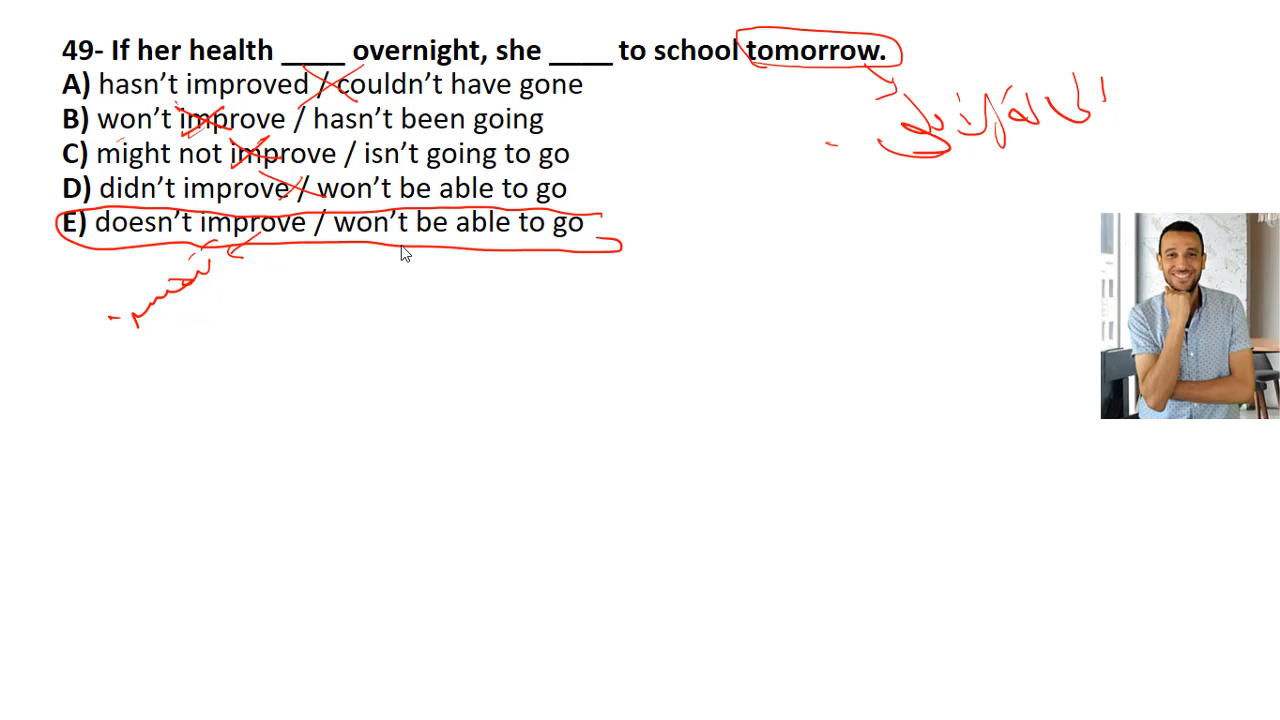 49- If her health ____ overnight, she ____ to school tomorrow.
A) hasn't improved / couldn't have gone
B) won't improve / hasn't been going
C) might not improve / isn't going to go
D) didn't improve / won't be able to go
E) doesn't improve / won't be able to go